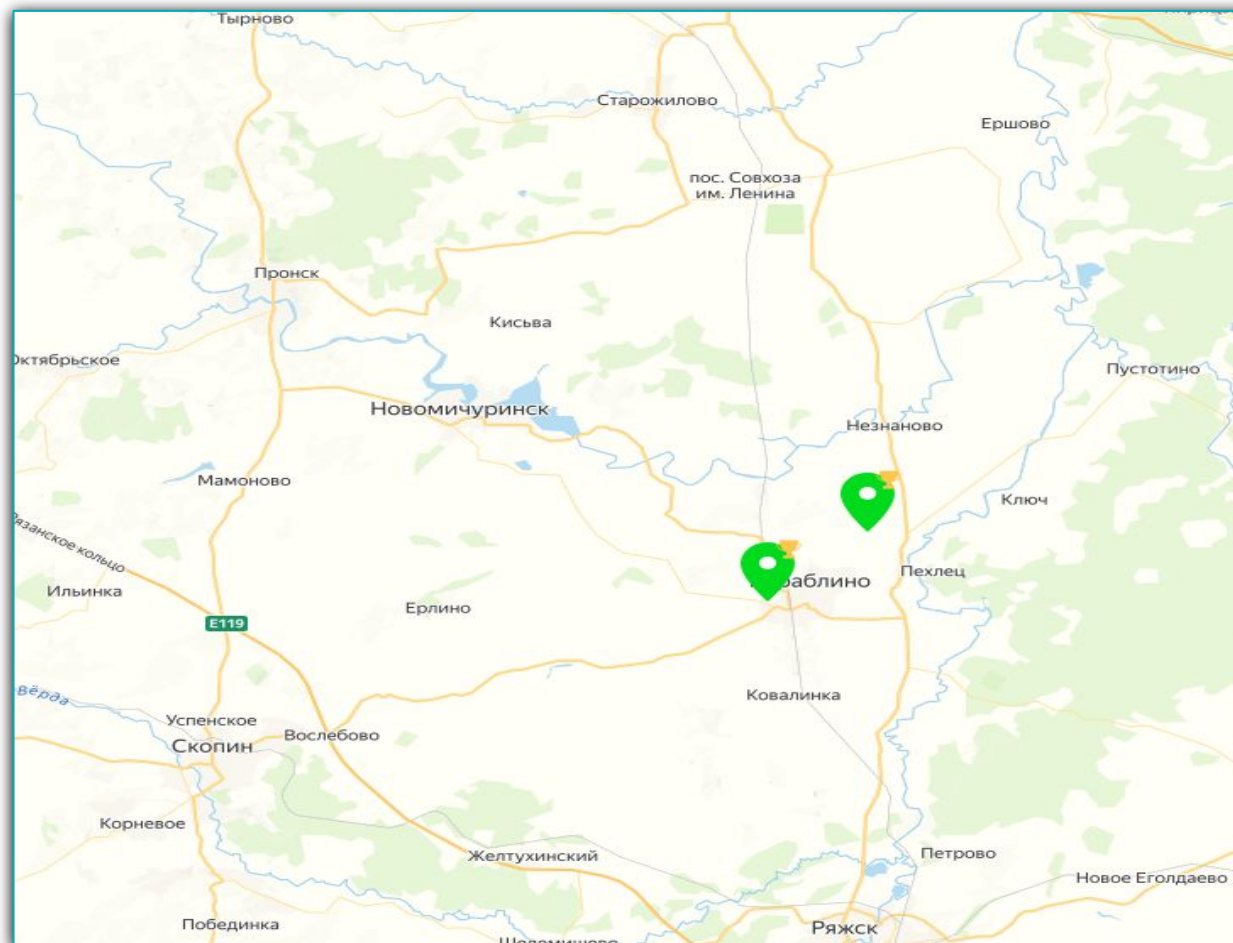 Тырново
Старожилово
Ершово
пос. Совхоза
им. Ленина
Пронск
Кисьва
Октябрьское
Пустотино
Новомичуринск
Незнаново
Мамоново
Ключ
Рязанское кольцо
Пехлец
раблино
Ильинка
Ерлино
E119
Вёрда
Ковалинка
Успенское
Скопин
Вослебово
Корневое
Желтухинский
Петрово
Новое Еголдаево
Побединка
Ряжск